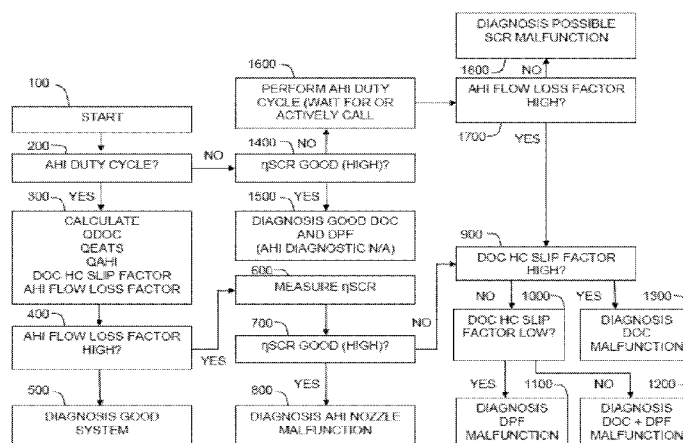 100
START
200
AHI DUTY CYCLE?
NO
YES
300
CALCULATE
QDOC
QEATS
QAHI
DOC HC SLIP FACTOR
AHI FLOW LOSS FACTOR
400
AHI FLOW LOSS FACTOR
HIGH?
YES
500
DIAGNOSIS GOOD
SYSTEM
1600
PERFORM AHI DUTY
CYCLE (WAIT FOR OR
ACTIVELY CALL
NO
1400
ηSCR GOOD (HIGH)?
1500
YES
DIAGNOSIS GOOD DOC
AND DPF
(AHI DIAGNOSTIC N/A)
600
MEASURE ηSCR
700
ηSCR GOOD (HIGH)?
NO
YES
800
DIAGNOSIS AHI NOZZLE
MALFUNCTION
DIAGNOSIS POSSIBLE
SCR MALFUNCTION
1800
NO
AHI FLOW LOSS FACTOR
HIGH?
1700
YES
900
DOC HC SLIP FACTOR
HIGH?
NO
1000
YES
1300
DOC HC SLIP
FACTOR LOW?
DIAGNOSIS
DOC
MALFUNCTION
YES
1100
NO
1200
DIAGNOSIS
DPF
MALFUNCTION
DIAGNOSIS
DOC + DPF
MALFUNCTION